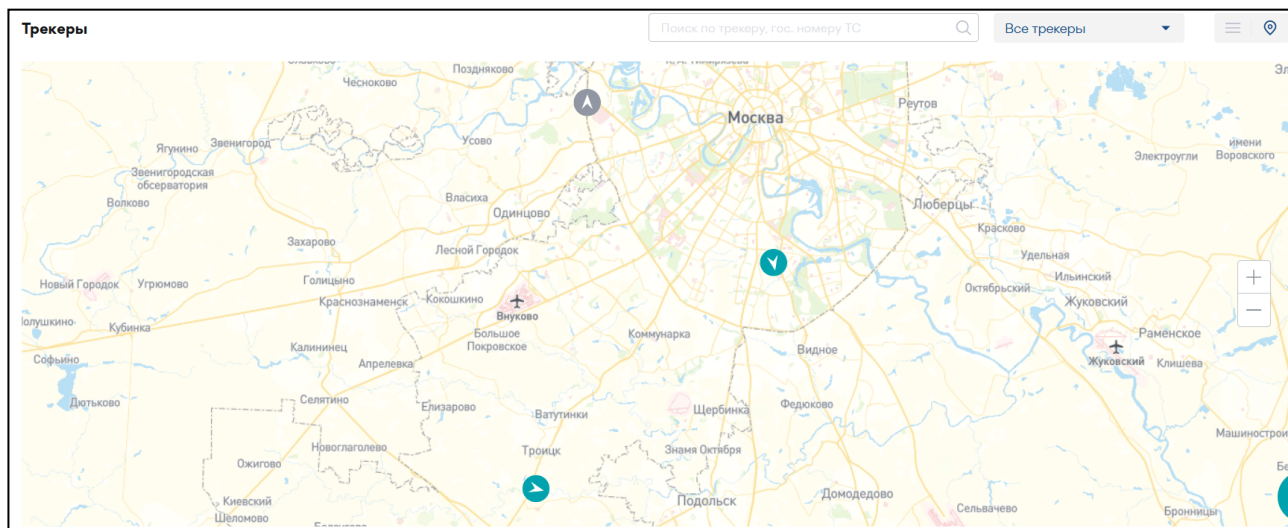 Трекеры
Поиск по трекеру, гос. номеру ТС
Все трекеры
Поздняково
Чесноково
Москва
Реутов
Звенигород
Усово
Ягунино
имени
Воровского
Электроугли
Звенигородская
обсерватория
Волково
Власиха
Одинцово
Люберцы
Красково
Захарово
Лесной Городок
Удельная
Новый Городок
Угрюмово
Голицыно
Ильинский
Октябрьский
Краснознаменск
Кокошкино
Жуковский
Внуково
Кубинка
Большое
Покровское
Коммунарка
Раменское
Калининец
Видное
Софьино
Апрелевка
Жуковский
Клишева
Дютьково
Селятино
Елизарово
Ватутинки
Щербинка
Федюково
Новоглаголево
Троицк
Знамя Октября
Ожигово
Киевский
Подольск
Домодедово
Шеломово
Сельвачево
Бронницы